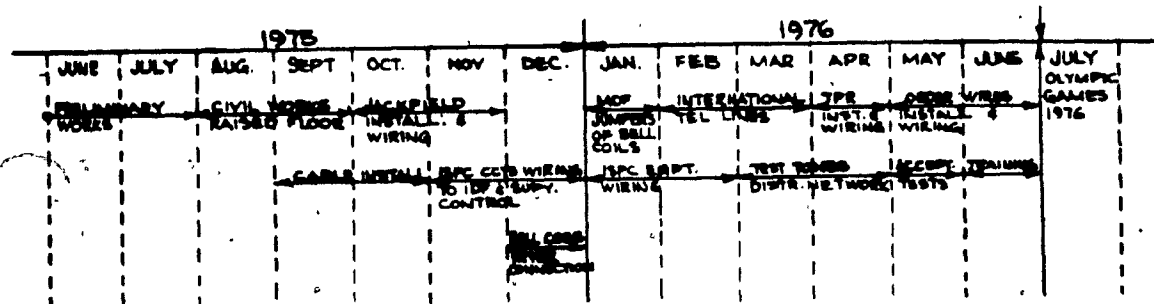 1975 1976
JUNE JULY AUG. SEPT OCT. NOV DEC. JAN. FEB MAR APR MAY JUNE JULY
OLYMPIC
GAMES
1976
PRELIMINARY
WORKS
CIVIL WORKS
RAISED FLOOR
JACKFIELD
INSTALL. &
WIRING
MDF
JUMPERS
OF BELL
COILS
INTERNATIONAL
TEL LINES
TPR
INST. &
WIRING
ORDER WIRES
INSTALL &
WIRING
CABLE INSTALL
ISPC CCTS WIRING
TO IDF & SUPV.
CONTROL
ISPC EQPT.
WIRING
TEST TONES
DISTR. NETWORK
ACCEPT.
TESTS
TRAINING
BELL
CONNECTION